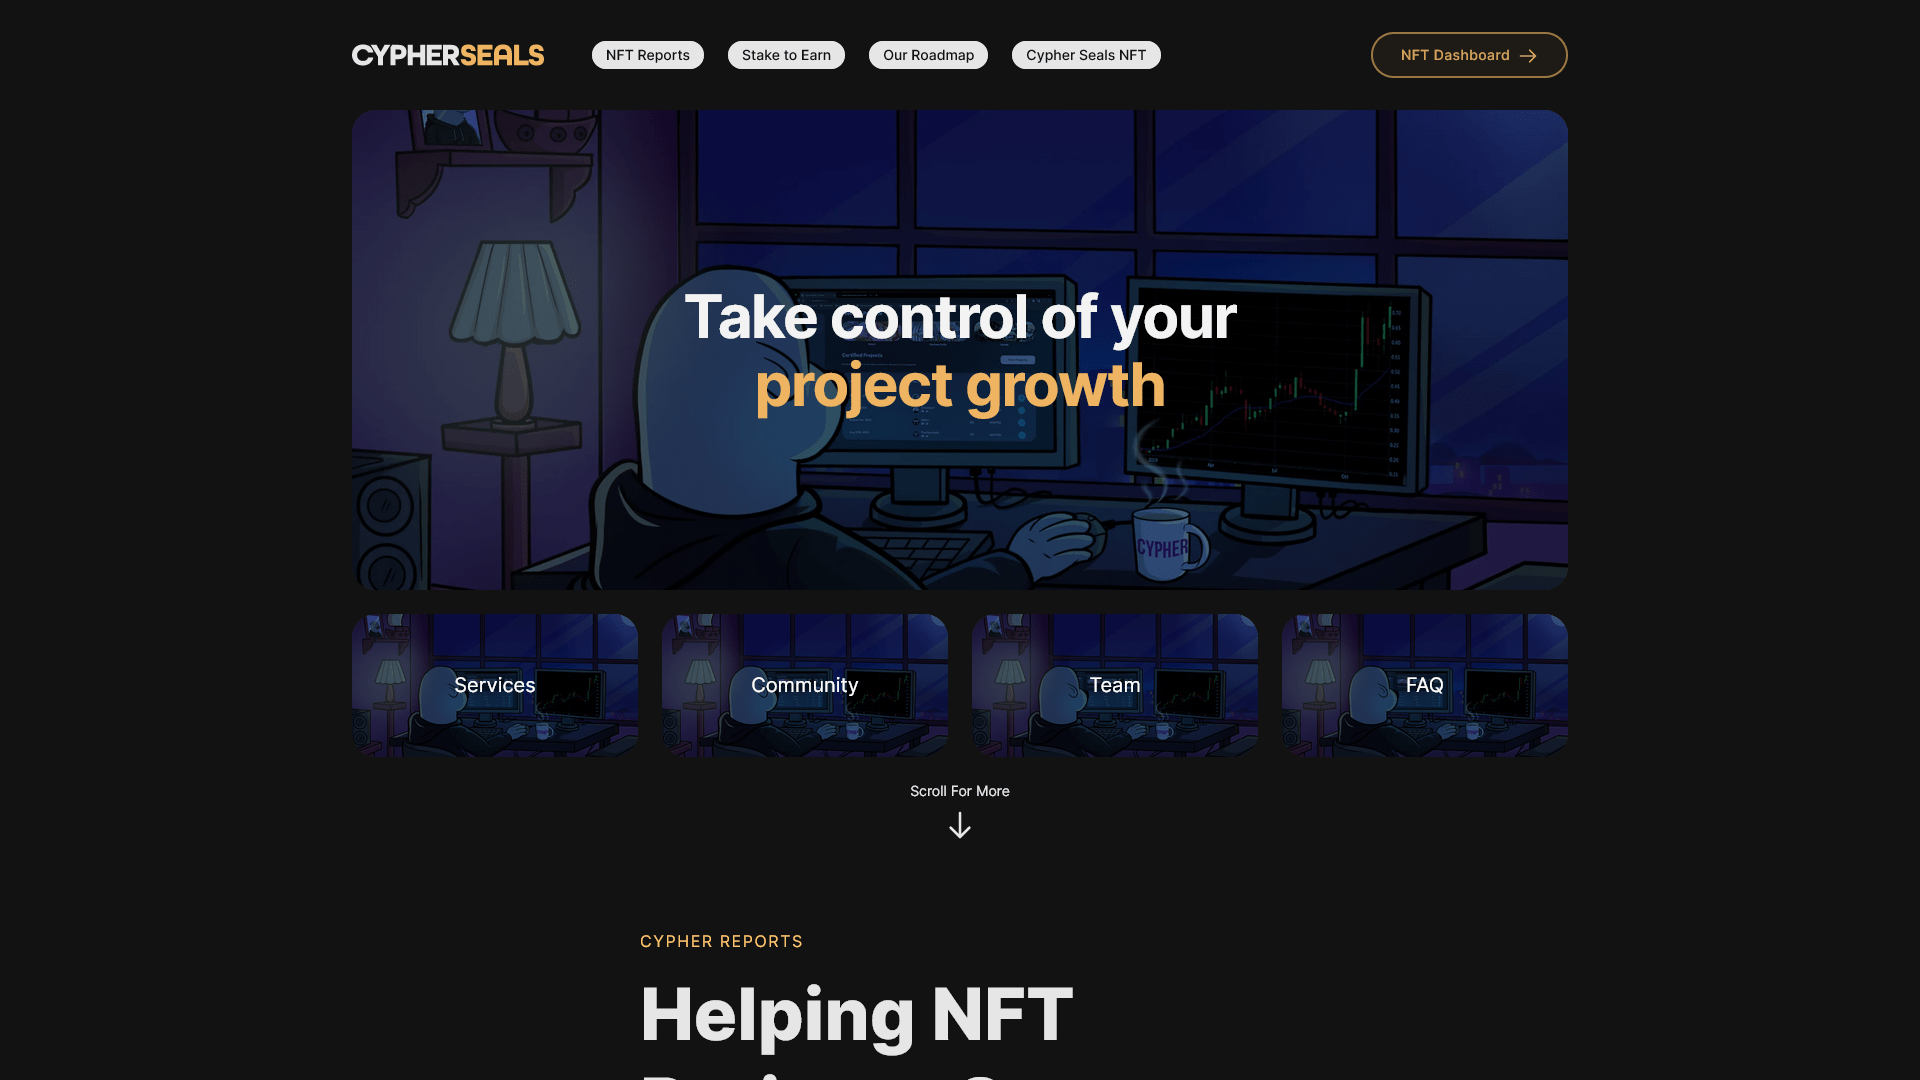 CYPHERSEALS
NFT Reports
Stake to Earn
Our Roadmap
Cypher Seals NFT
NFT Dashboard
Take control of your
project growth
CYPHER
Services
Community
Team
FAQ
Scroll For More
CYPHER REPORTS
Helping NFT